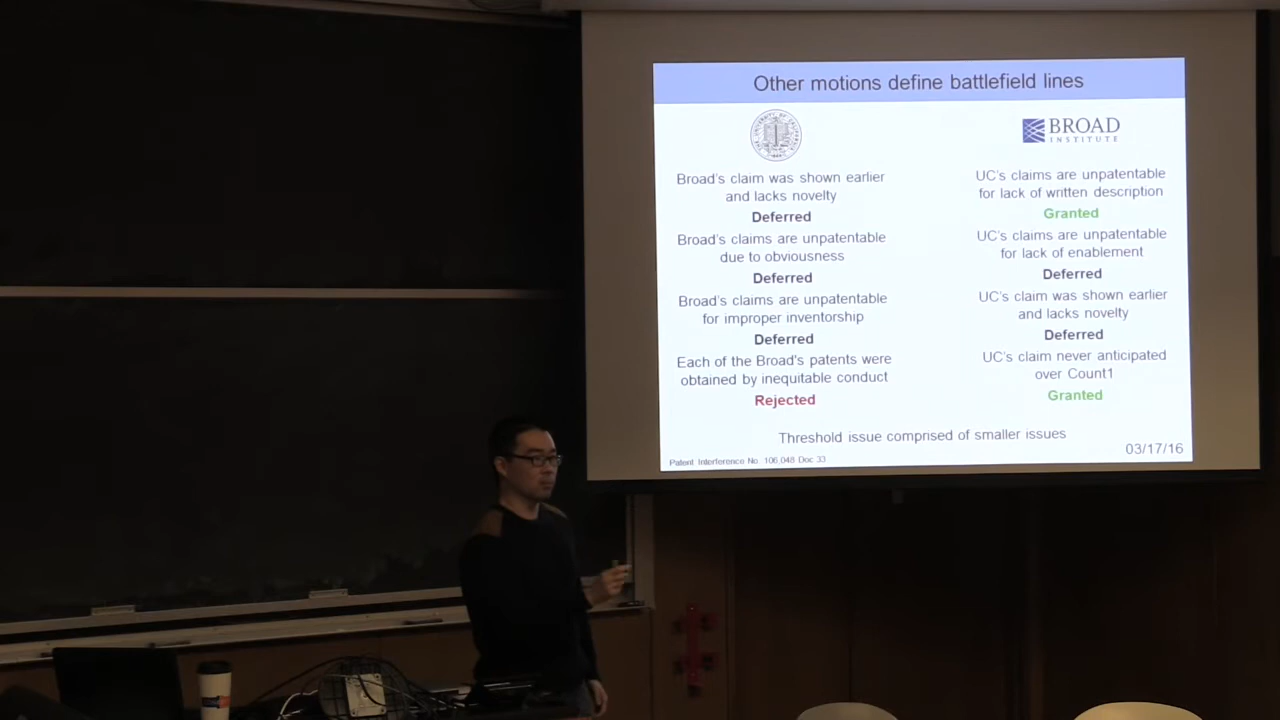 Other motions define battlefield lines
BROAD
INSTITUTE
Broad's claim was shown earlier
and lacks novelty
Deferred
Broad's claims are unpatentable
due to obviousness
Deferred
Broad's claims are unpatentable
for improper inventorship
Deferred
Each of the Broad's patents were
obtained by inequitable conduct
Rejected
UC's claims are unpatentable
for lack of written description
Granted
UC's claims are unpatentable
for lack of enablement
Deferred
UC's claim was shown earlier
and lacks novelty
Deferred
UC's claim never anticipated
over Count1
Granted
Threshold issue comprised of smaller issues
03/17/16
Patent Interference No. 106,048 Doc 33